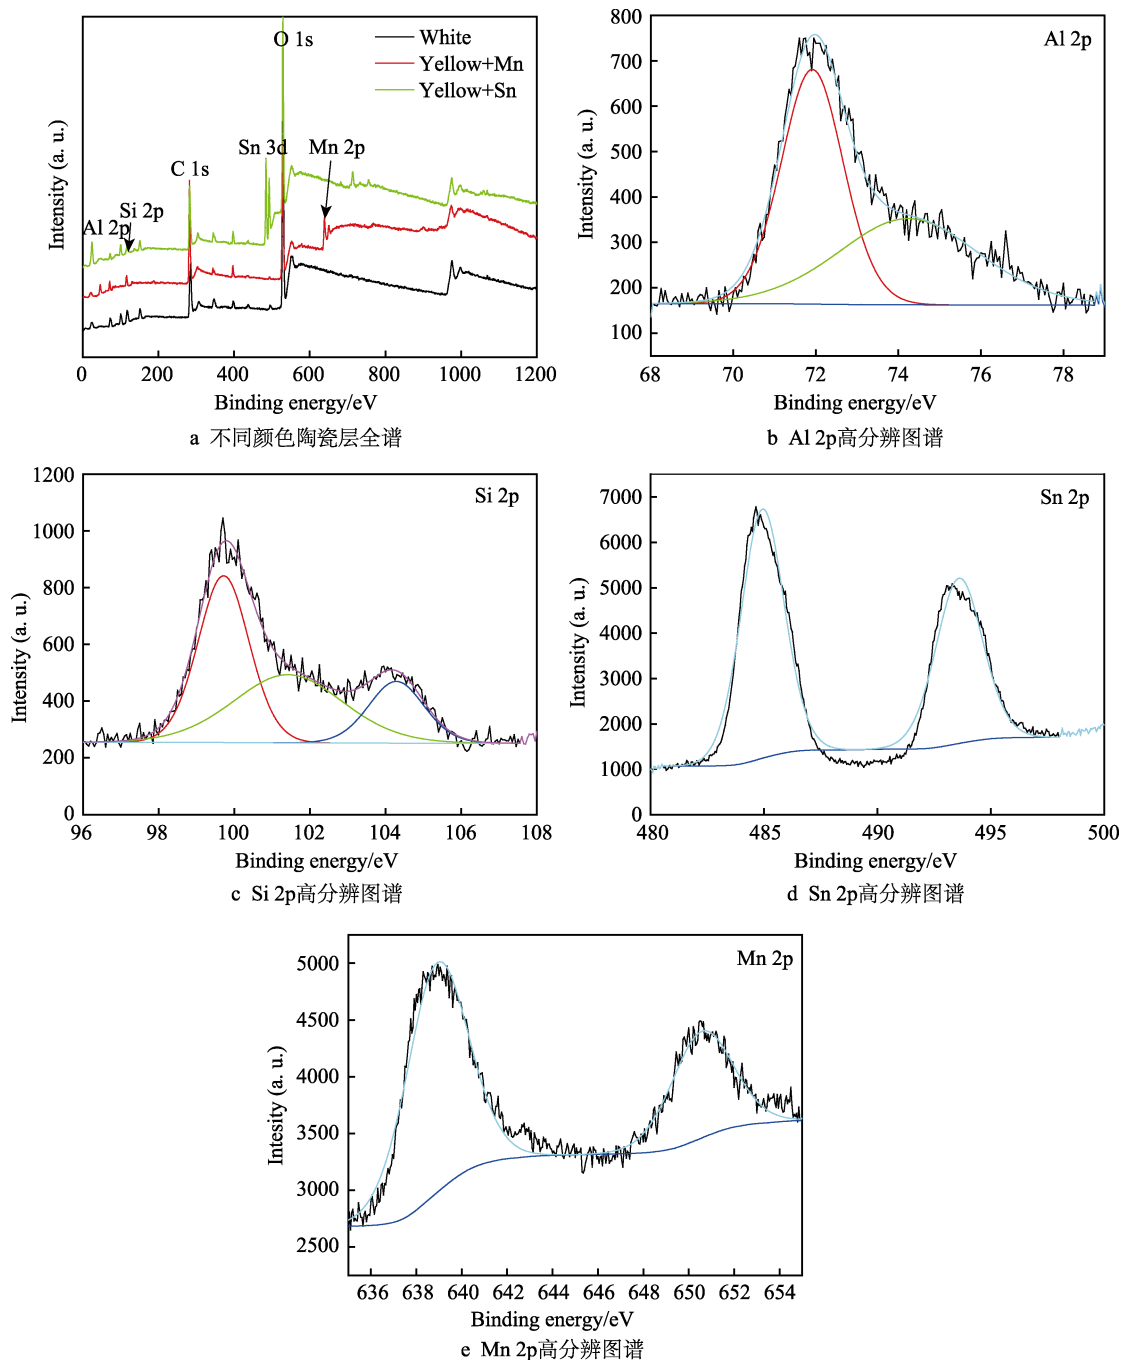 White
Yellow+Mn
Yellow+Sn
O 1s
Sn 3d
Mn 2p
C 1s
Si 2p
Al 2p
Intensity (a. u.)
0 200 400 600 800 1000 1200
Binding energy/eV
a 不同颜色陶瓷层全谱
Al 2p
800
700
600
500
400
300
200
100
Intensity (a. u.)
68 70 72 74 76 78
Binding energy/eV
b Al 2p高分辨图谱
Si 2p
1200
1000
800
600
400
200
0
Intensity (a. u.)
96 98 100 102 104 106 108
Binding energy/eV
c Si 2p高分辨图谱
Sn 2p
7000
6000
5000
4000
3000
2000
1000
0
Intensity (a. u.)
480 485 490 495 500
Binding energy/eV
d Sn 2p高分辨图谱
Mn 2p
5000
4500
4000
3500
3000
2500
Intesity (a. u.)
636 638 640 642 644 646 648 650 652 654
Binding energy/eV
e Mn 2p高分辨图谱